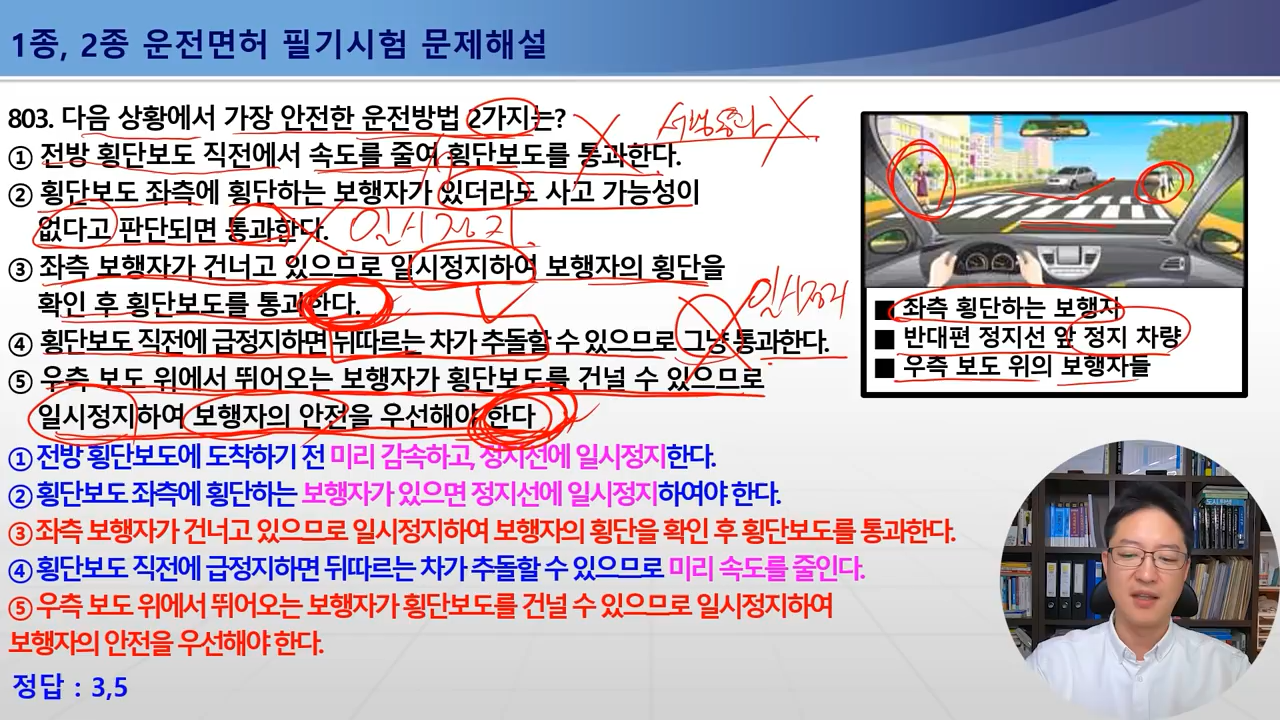 1종, 2종 운전면허 필기시험 문제해설
803. 다음 상황에서 가장 안전한 운전방법 2가지는?
서행통과
① 전방 횡단보도 직전에서 속도를 줄여 횡단보도를 통과한다.
② 횡단보도 좌측에 횡단하는 보행자가 있더라도 사고 가능성이
없다고 판단되면 통과한다.
일시정지
③ 좌측 보행자가 건너고 있으므로 일시정지하여 보행자의 횡단을
확인 후 횡단보도를 통과한다.
일시정지
④ 횡단보도 직전에 급정지하면 뒤따르는 차가 추돌할 수 있으므로 그냥 통과한다.
⑤ 우측 보도 위에서 뛰어오는 보행자가 횡단보도를 건널 수 있으므로
일시정지하여 보행자의 안전을 우선해야 한다
■ 좌측 횡단하는 보행자
■ 반대편 정지선 앞 정지 차량
■ 우측 보도 위의 보행자들
① 전방 횡단보도에 도착하기 전 미리 감속하고, 정지선에 일시정지한다.
② 횡단보도 좌측에 횡단하는 보행자가 있으면 정지선에 일시정지하여야 한다.
③ 좌측 보행자가 건너고 있으므로 일시정지하여 보행자의 횡단을 확인 후 횡단보도를 통과한다.
④ 횡단보도 직전에 급정지하면 뒤따르는 차가 추돌할 수 있으므로 미리 속도를 줄인다.
⑤ 우측 보도 위에서 뛰어오는 보행자가 횡단보도를 건널 수 있으므로 일시정지하여
보행자의 안전을 우선해야 한다.
정답 : 3,5